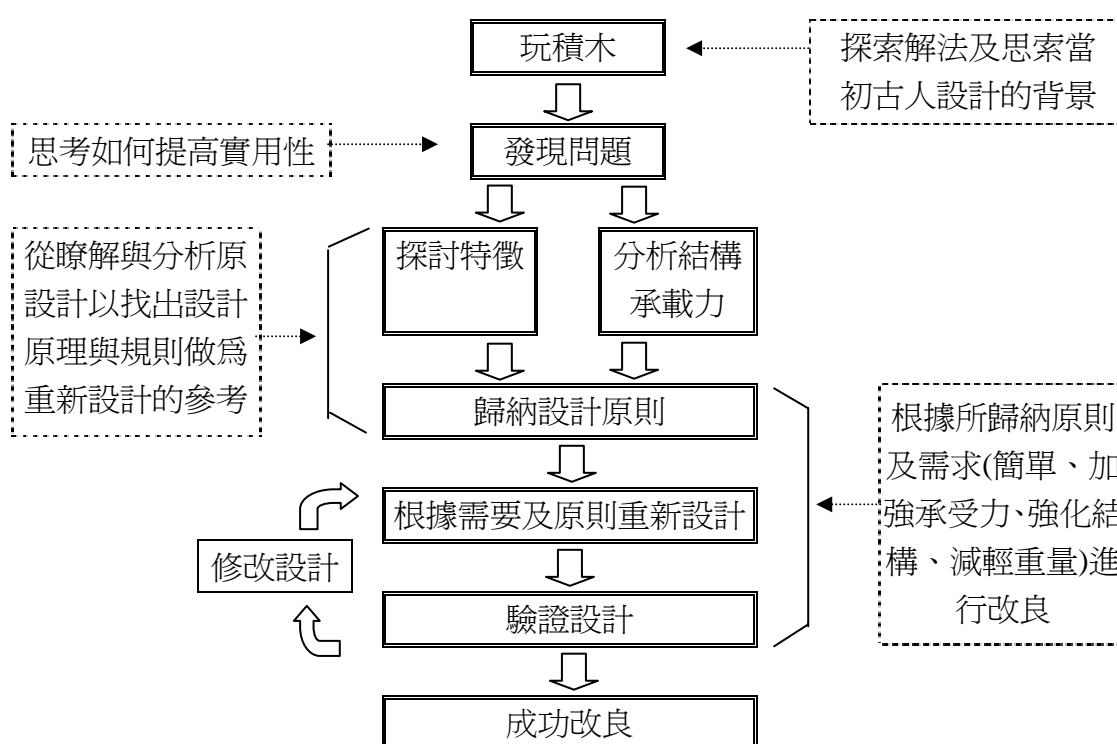 玩積木
探索解法及思索當
初古人設計的背景
思考如何提高實用性
發現問題
從瞭解與分析原
設計以找出設計
原理與規則做爲
重新設計的參考
探討特徵
分析結構
承載力
歸納設計原則
根據所歸納原則
及需求(簡單、加
強承受力、強化結
構、減輕重量)進
行改良
根據需要及原則重新設計
修改設計
驗證設計
成功改良